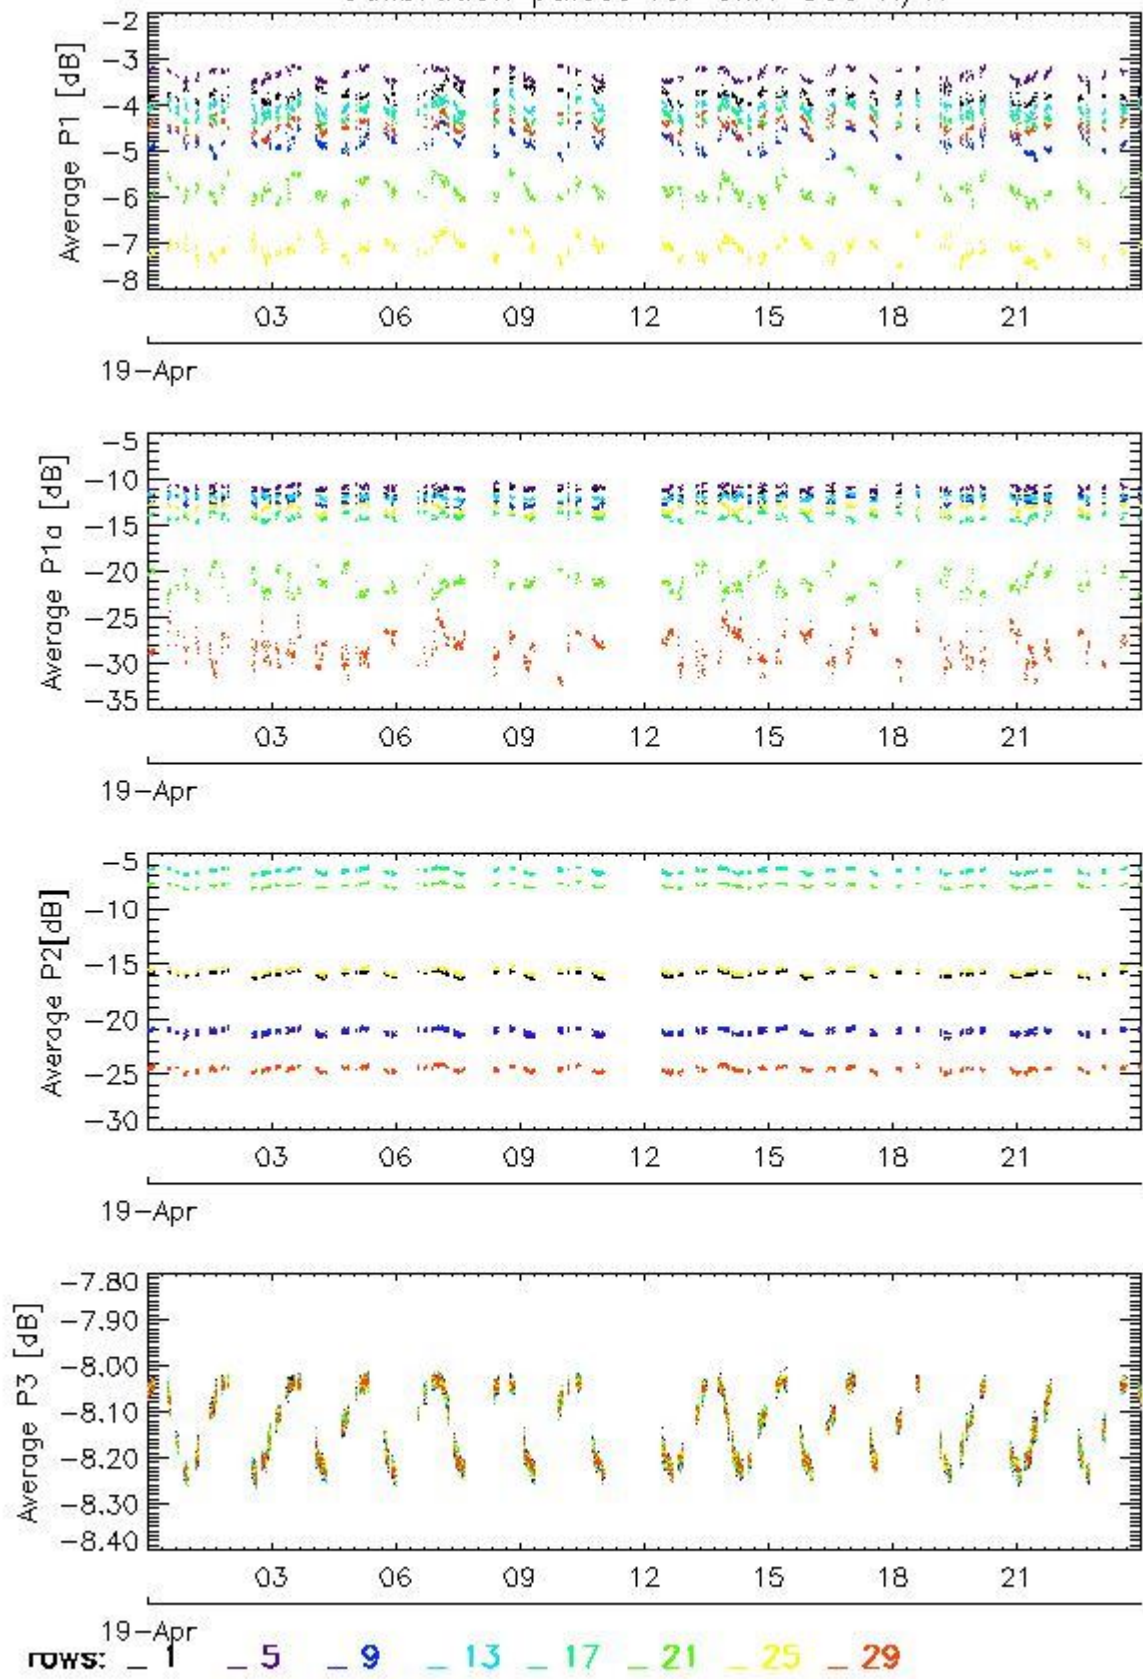 -2
-3
-4
-5
-6
-7
-8
Average P1 [dB]
03 06 09 12 15 18 21
19-Apr
-5
-10
-15
-20
-25
-30
-35
Average P1a [dB]
03 06 09 12 15 18 21
19-Apr
-5
-10
-15
-20
-25
-30
Average P2[dB]
03 06 09 12 15 18 21
19-Apr
-7.80
-7.90
-8.00
-8.10
-8.20
-8.30
-8.40
Average P3 [dB]
03 06 09 12 15 18 21
19-Apr
rows: _ 1 _ 5 _ 9 _ 13 _ 17 _ 21 _ 25 _ 29